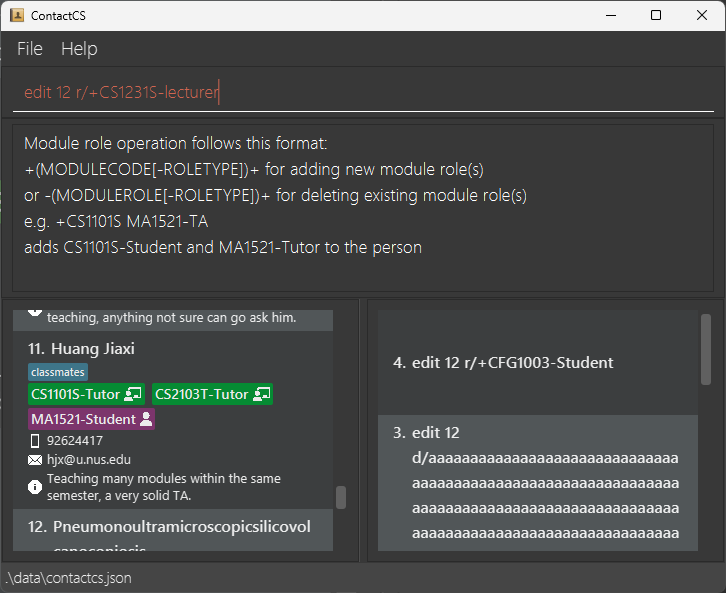 ContactCS
File Help
edit 12 r/+CS1231S-lecturer
Module role operation follows this format:
+(MODULECODE[-ROLETYPE])+ for adding new module role(s)
or -(MODULEROLE[-ROLETYPE])+ for deleting existing module role(s)
e.g. +CS1101S MA1521-TA
adds CS1101S-Student and MA1521-Tutor to the person
teaching, anything not sure can go ask him.
11. Huang Jiaxi
classmates
CS1101S-Tutor CS2103T-Tutor
MA1521-Student
92624417
hjx@u.nus.edu
Teaching many modules within the same
semester, a very solid TA.
12. Pneumonoultramicroscopicsilicovol
canoconiosis
4. edit 12 r/+CFG1003-Student
3. edit 12
d/aaaaaaaaaaaaaaaaaaaaaaaaaaaa
aaaaaaaaaaaaaaaaaaaaaaaaaaaaaa
aaaaaaaaaaaaaaaaaaaaaaaaaaaaaa
aaaaaaaaaaaaaaaaaaaaaaaaaaaaaa
.\data\contactcs.json